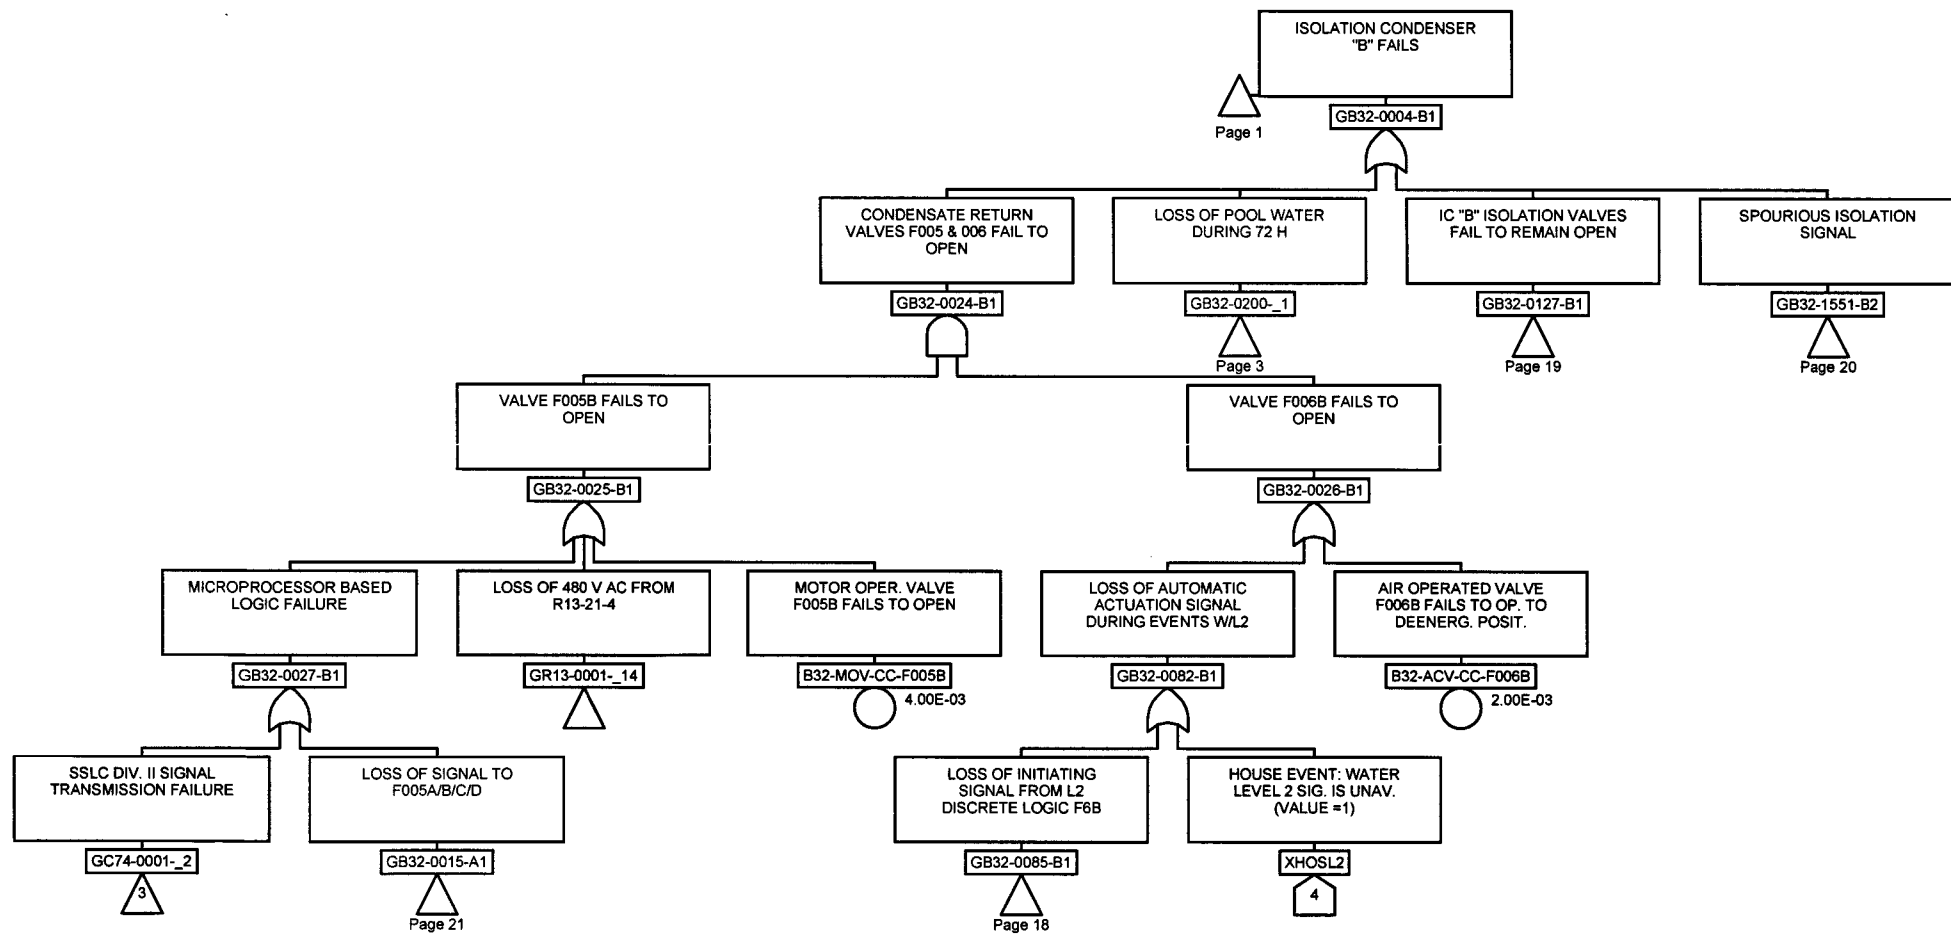 ISOLATION CONDENSER
"B" FAILS
Page 1
GB32-0004-B1
CONDENSATE RETURN
VALVES F005 & 006 FAIL TO
OPEN
GB32-0024-B1
LOSS OF POOL WATER
DURING 72 H
GB32-0200-_1
Page 3
IC "B" ISOLATION VALVES
FAIL TO REMAIN OPEN
GB32-0127-B1
Page 19
SPOURIOUS ISOLATION
SIGNAL
GB32-1551-B2
Page 20
VALVE F005B FAILS TO
OPEN
GB32-0025-B1
VALVE F006B FAILS TO
OPEN
GB32-0026-B1
MICROPROCESSOR BASED
LOGIC FAILURE
GB32-0027-B1
LOSS OF 480 V AC FROM
R13-21-4
GR13-0001-_14
MOTOR OPER. VALVE
F005B FAILS TO OPEN
B32-MOV-CC-F005B
4.00E-03
LOSS OF AUTOMATIC
ACTUATION SIGNAL
DURING EVENTS W/L2
GB32-0082-B1
AIR OPERATED VALVE
F006B FAILS TO OP. TO
DEENERG. POSIT.
B32-ACV-CC-F006B
2.00E-03
SSLC DIV. II SIGNAL
TRANSMISSION FAILURE
GC74-0001-_2
3
LOSS OF SIGNAL TO
F005A/B/C/D
GB32-0015-A1
Page 21
LOSS OF INITIATING
SIGNAL FROM L2
DISCRETE LOGIC F6B
GB32-0085-B1
Page 18
HOUSE EVENT: WATER
LEVEL 2 SIG. IS UNAV.
(VALUE =1)
XHOSL2
4